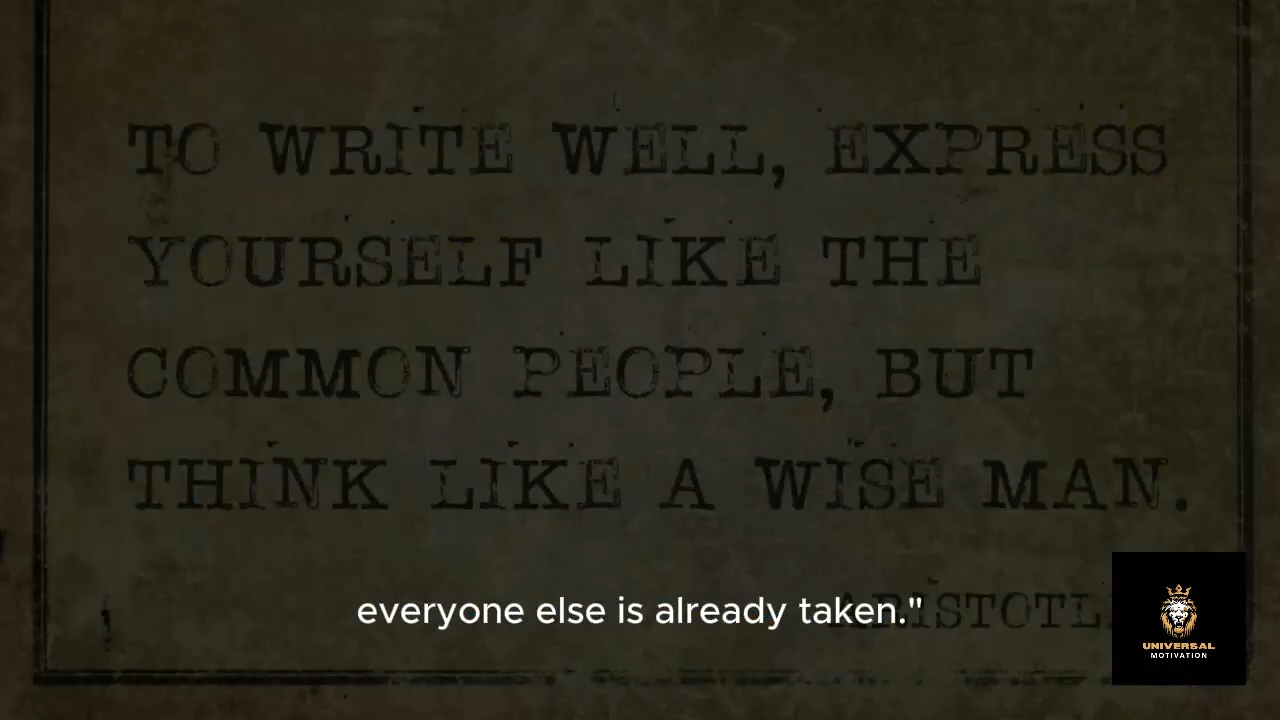 TO WRITE WELL, EXPRESS
YOURSELF LIKE THE
COMMON PEOPLE, BUT
THINK LIKE A WISE MAN.
ARISTOTL
everyone else is already taken."
UNIVERSAL
MOTIVATION